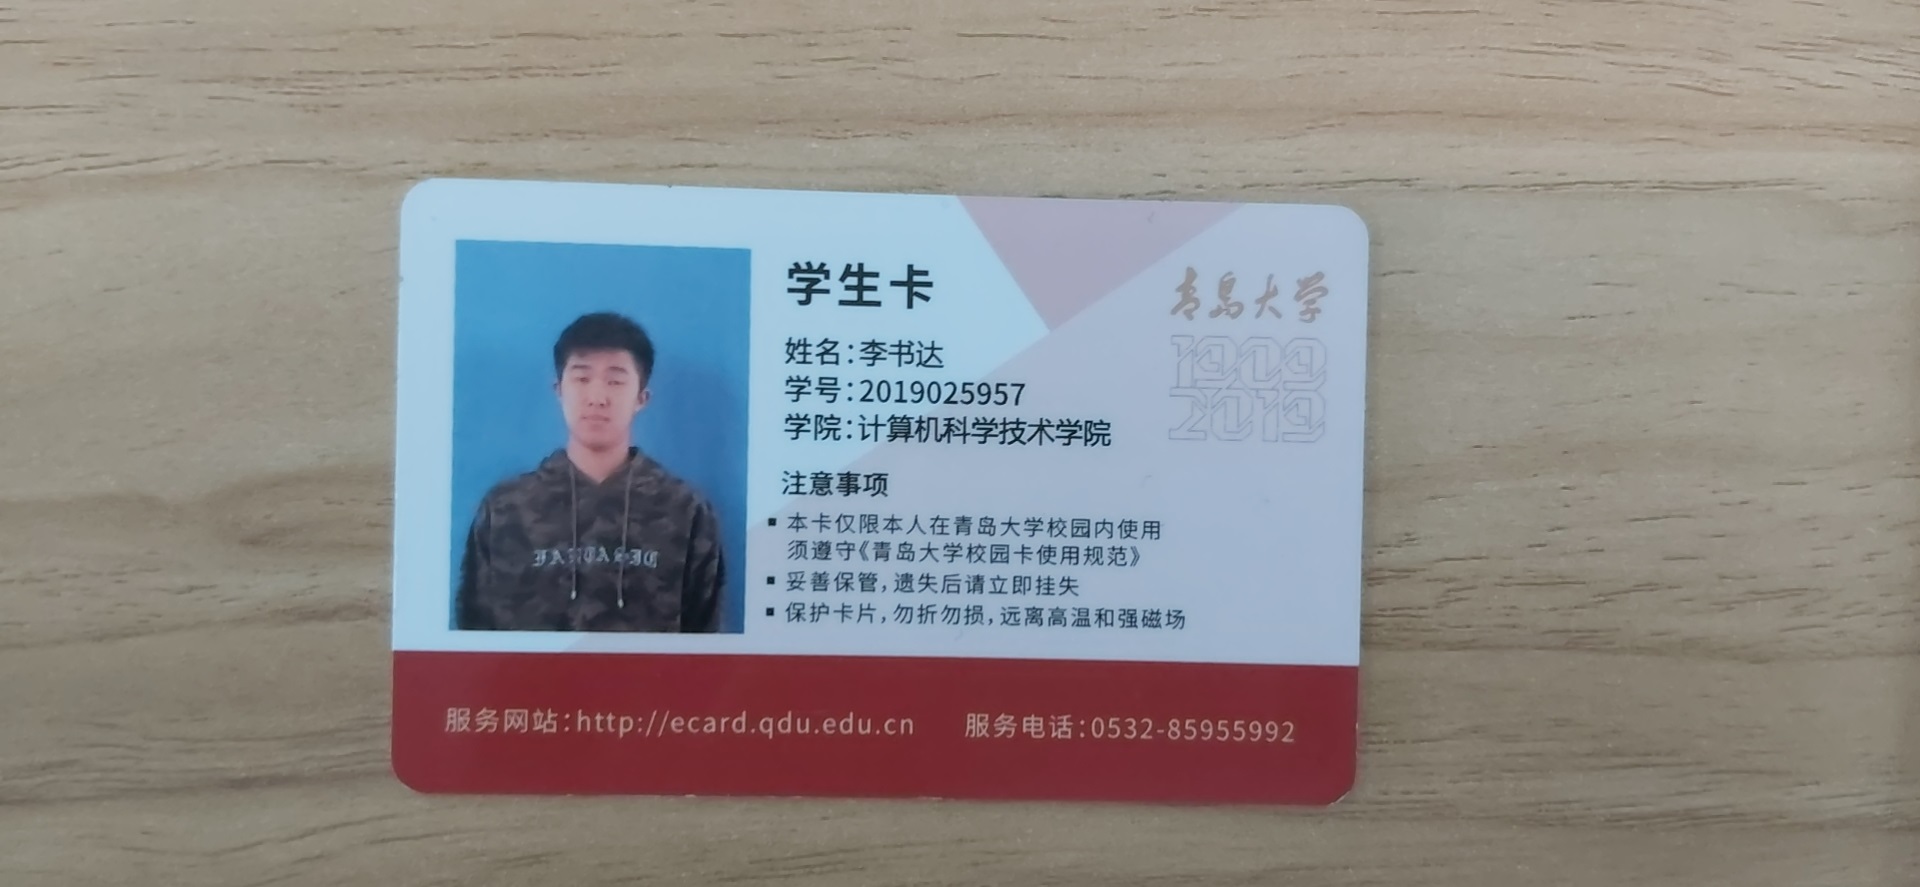 学生卡
青岛大学
1909
2019
姓名：李书达
学号：2019025957
学院：计算机科学技术学院
注意事项
▪ 本卡仅限本人在青岛大学校园内使用
须遵守《青岛大学校园卡使用规范》
▪ 妥善保管，遗失后请立即挂失
▪ 保护卡片，勿折勿损，远离高温和强磁场
服务网站：http://ecard.qdu.edu.cn 服务电话：0532-85955992